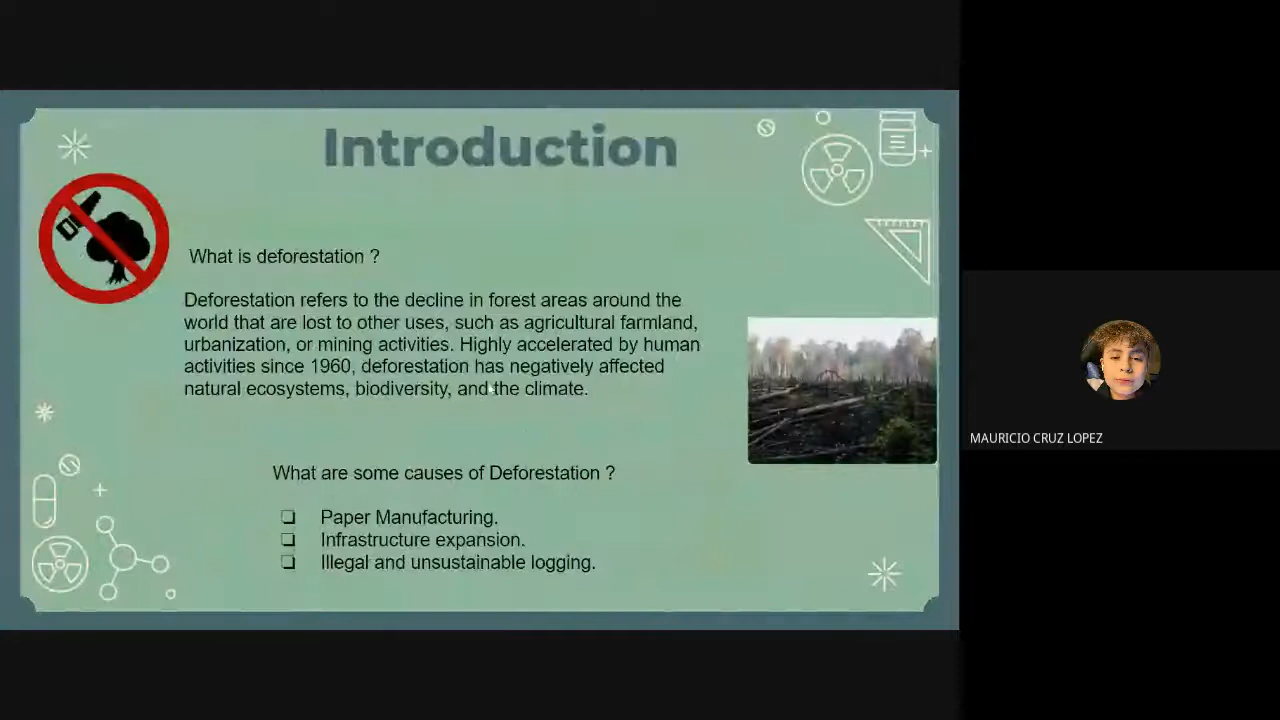 Introduction
What is deforestation ?
Deforestation refers to the decline in forest areas around the
world that are lost to other uses, such as agricultural farmland,
urbanization, or mining activities. Highly accelerated by human
activities since 1960, deforestation has negatively affected
natural ecosystems, biodiversity, and the climate.
What are some causes of Deforestation ?
Paper Manufacturing.
Infrastructure expansion.
Illegal and unsustainable logging.
MAURICIO CRUZ LOPEZ